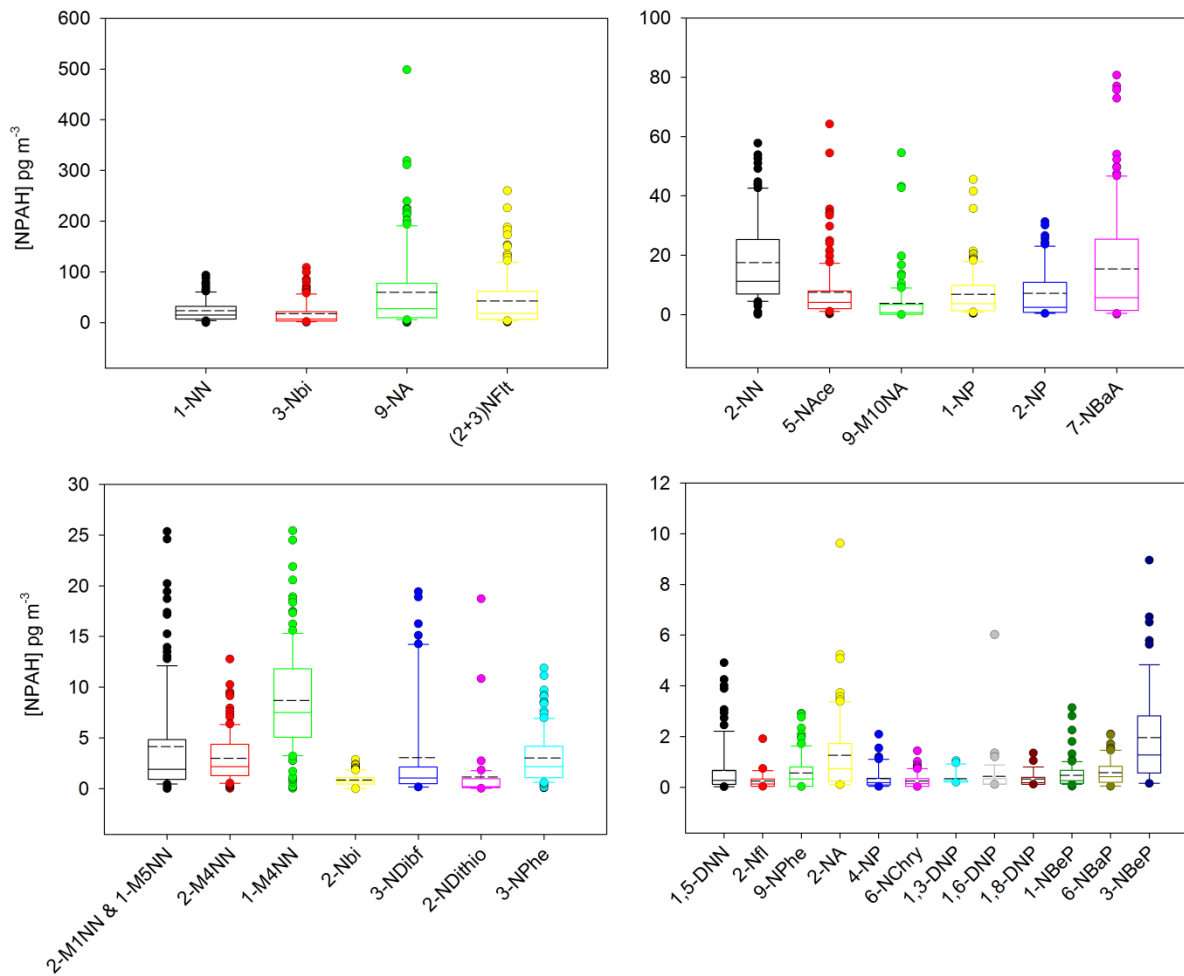 600
500
400
300
200
100
0
[NPAH] pg m⁻³
1-NN
3-Nbi
9-NA
(2+3)NFlt
100
80
60
40
20
0
2-NN
5-NAce
9-M10NA
1-NP
2-NP
7-NBaA
30
25
20
15
10
5
0
[NPAH] pg m⁻³
2-M1NN & 1-M5NN
2-M4NN
1-M4NN
2-Nbi
3-NDibf
2-NDithio
3-NPhe
12
10
8
6
4
2
0
1,5-DNN
2-Nfl
9-NPhe
2-NA
4-NP
6-NChry
1,3-DNP
1,6-DNP
1,8-DNP
1-NBeP
6-NBaP
3-NBeP